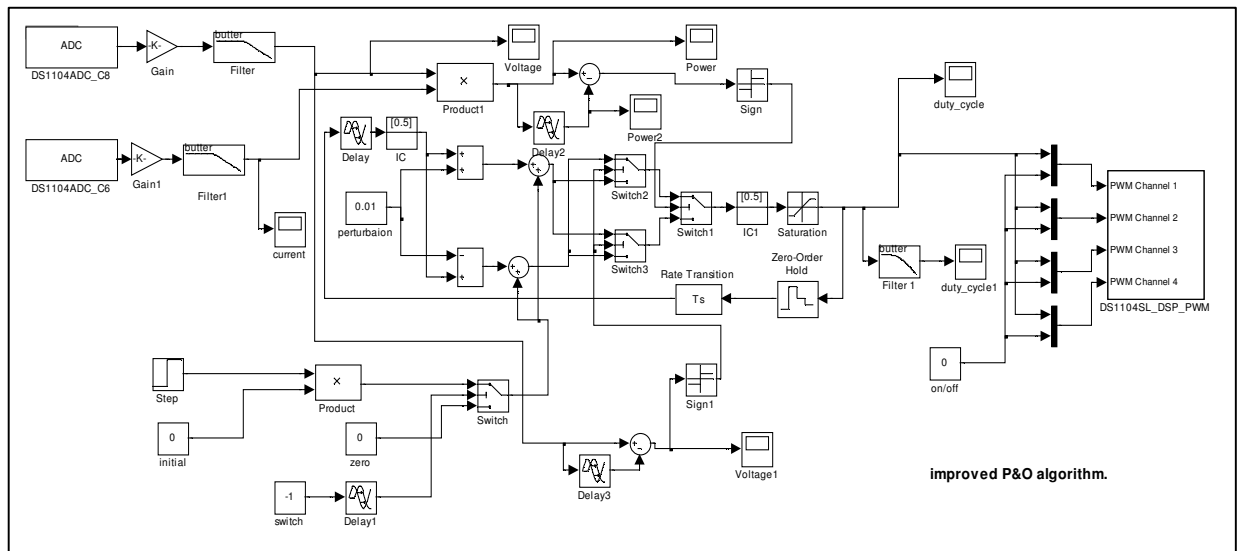 ADC
DS1104ADC_C8
-K-
Gain
butter
Filter
Voltage
×
Product1
Power
Delay2
Power2
Sign
duty_cycle
ADC
DS1104ADC_C6
-K-
Gain1
butter
Filter1
current
Delay
[0.5]
IC
0.01
perturbaion
Switch2
Switch3
Switch1
[0.5]
IC1
Saturation
Rate Transition
Ts
Zero-Order
Hold
butter
Filter 1
duty_cycle1
PWM Channel 1
PWM Channel 2
PWM Channel 3
PWM Channel 4
DS1104SL_DSP_PWM
0
on/off
Step
×
Product
0
initial
0
zero
Switch
-1
switch
Delay1
Sign1
Delay3
Voltage1
improved P&O algorithm.